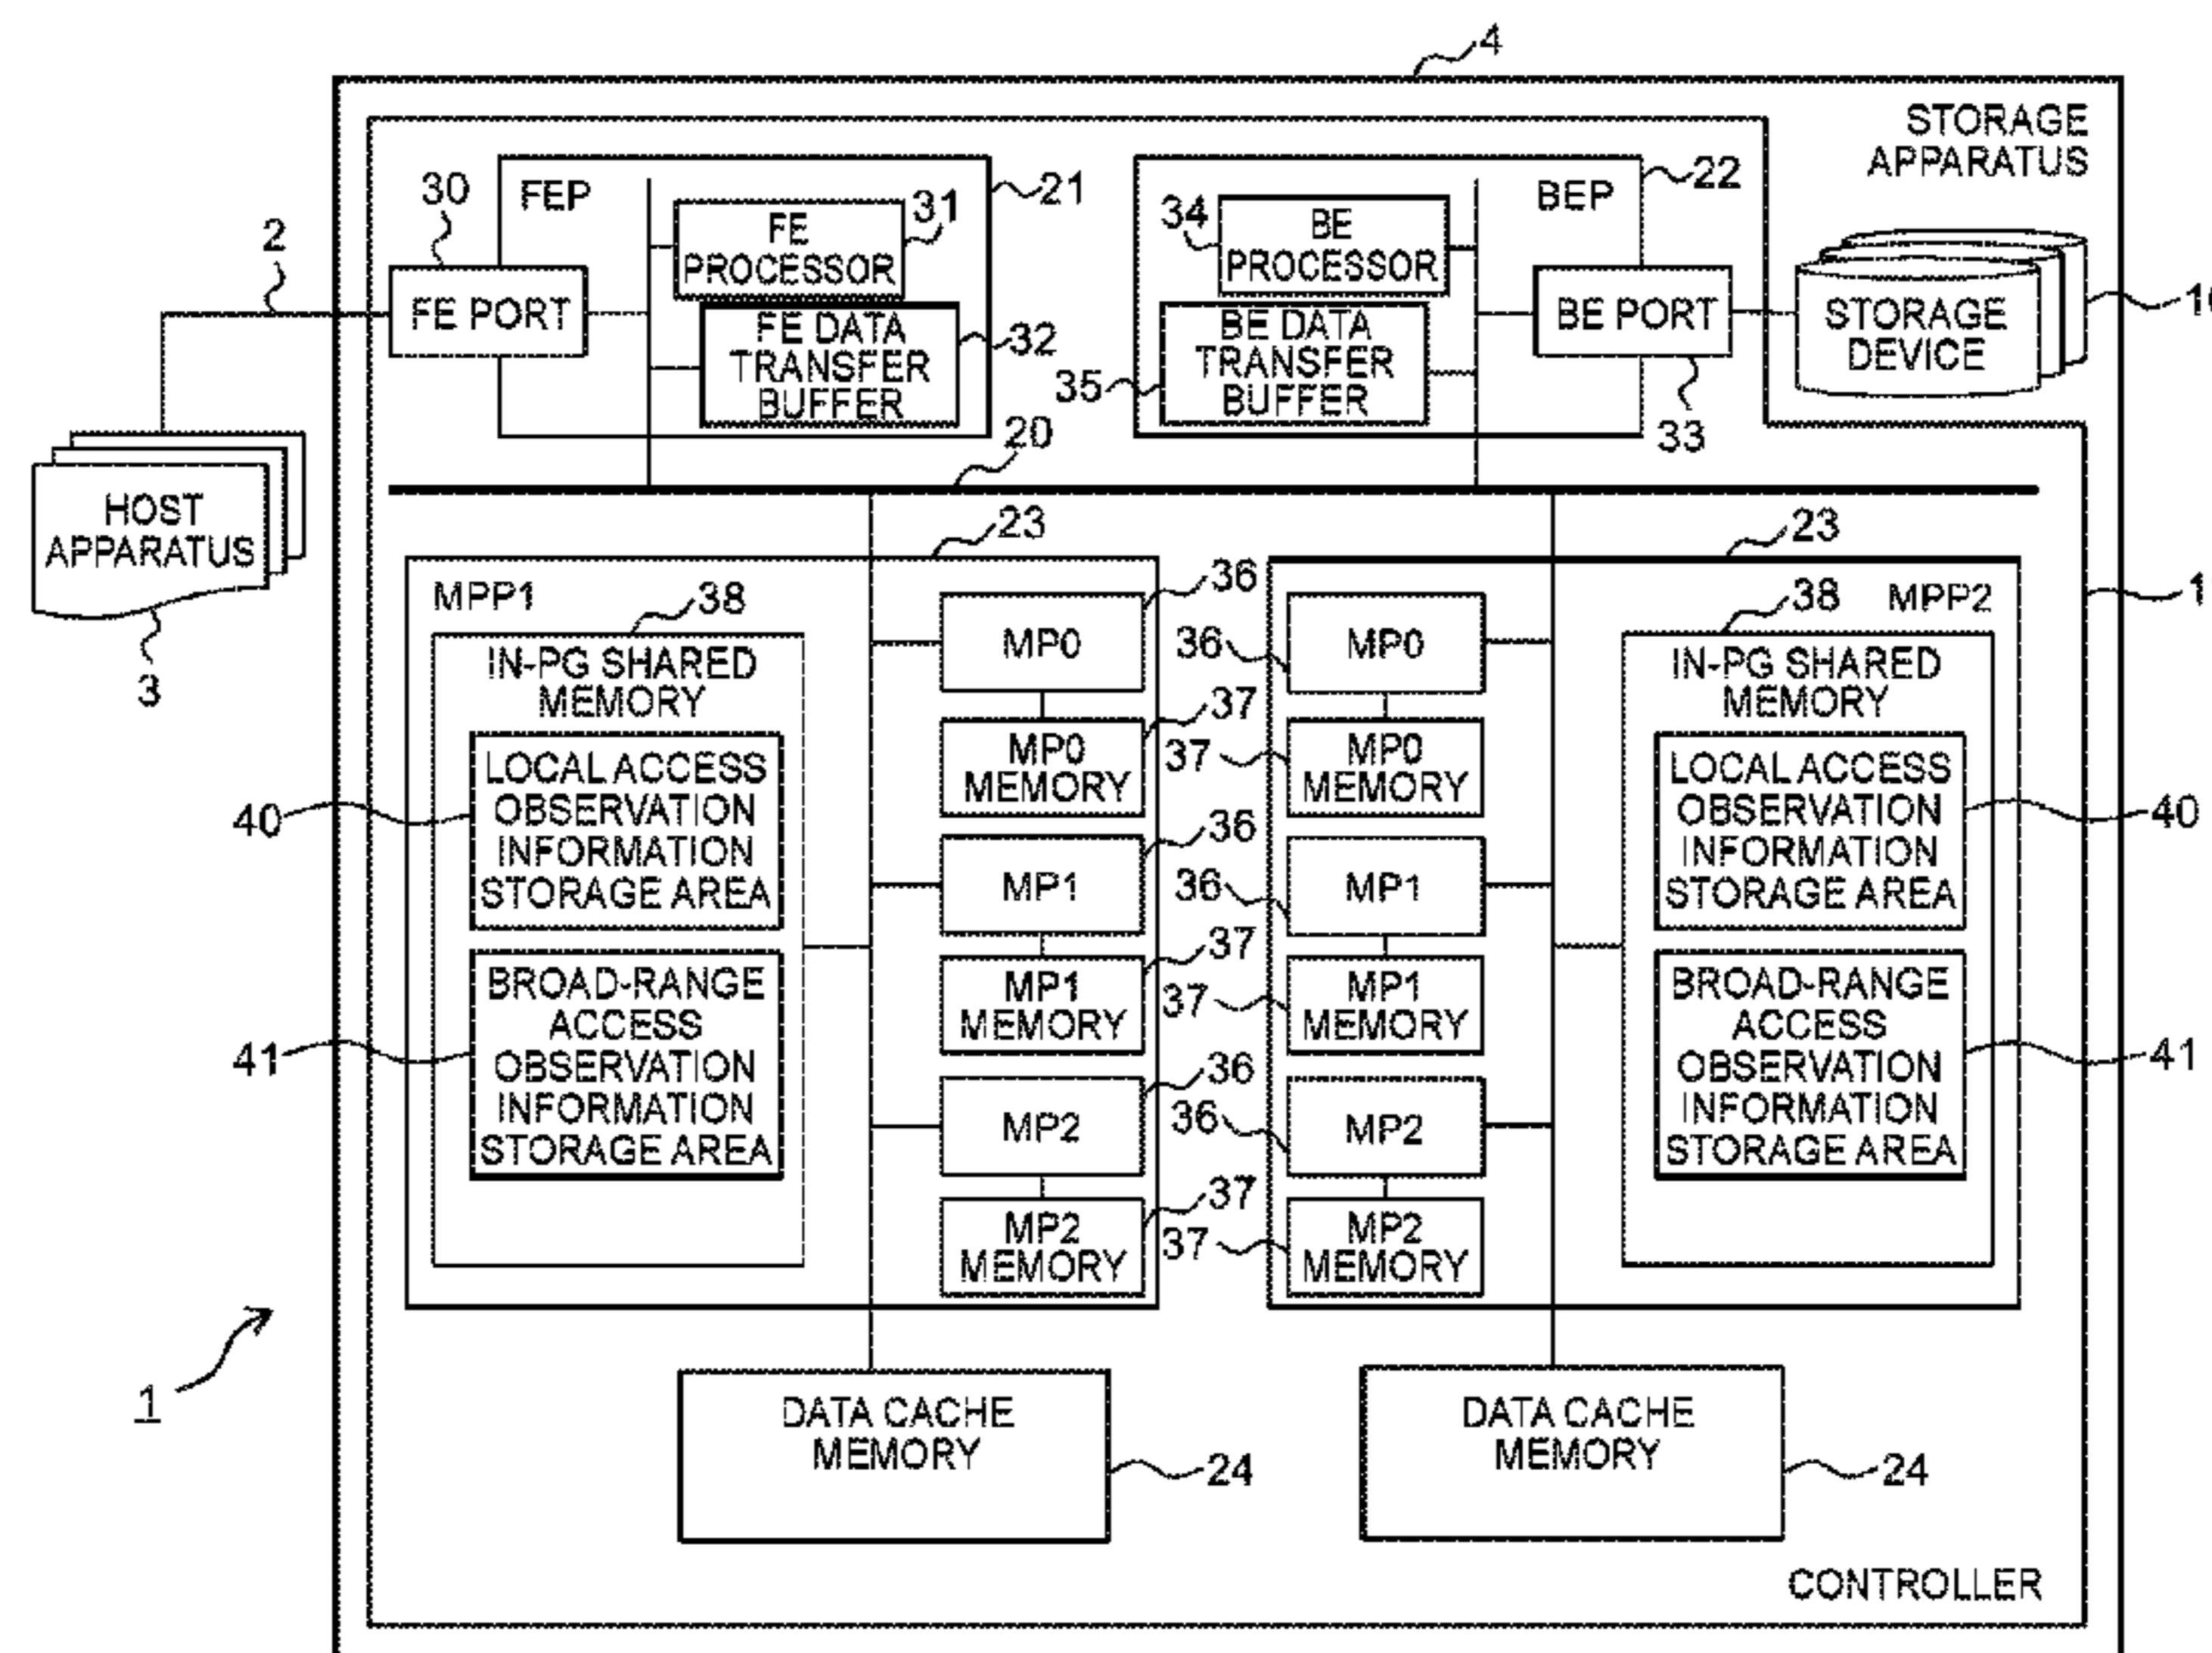 4
STORAGE
APPARATUS
30
FEP
21
FE
PROCESSOR
31
22
BEP
34
BE
PROCESSOR
2
FE PORT
FE DATA
TRANSFER
BUFFER
32
35
BE DATA
TRANSFER
BUFFER
BE PORT
33
STORAGE
DEVICE
20
HOST
APPARATUS
3
23
MPP1
38
IN-PG SHARED
MEMORY
LOCAL ACCESS
OBSERVATION
INFORMATION
STORAGE AREA
40
BROAD-RANGE
ACCESS
OBSERVATION
INFORMATION
STORAGE AREA
41
MP0
36
MP0
MEMORY
37
MP1
36
MP1
MEMORY
37
MP2
36
MP2
MEMORY
37
23
MPP2
36
MP0
37
MP0
MEMORY
36
MP1
37
MP1
MEMORY
36
MP2
37
MP2
MEMORY
38
IN-PG SHARED
MEMORY
LOCAL ACCESS
OBSERVATION
INFORMATION
STORAGE AREA
40
BROAD-RANGE
ACCESS
OBSERVATION
INFORMATION
STORAGE AREA
41
1
DATA CACHE
MEMORY
24
DATA CACHE
MEMORY
24
CONTROLLER